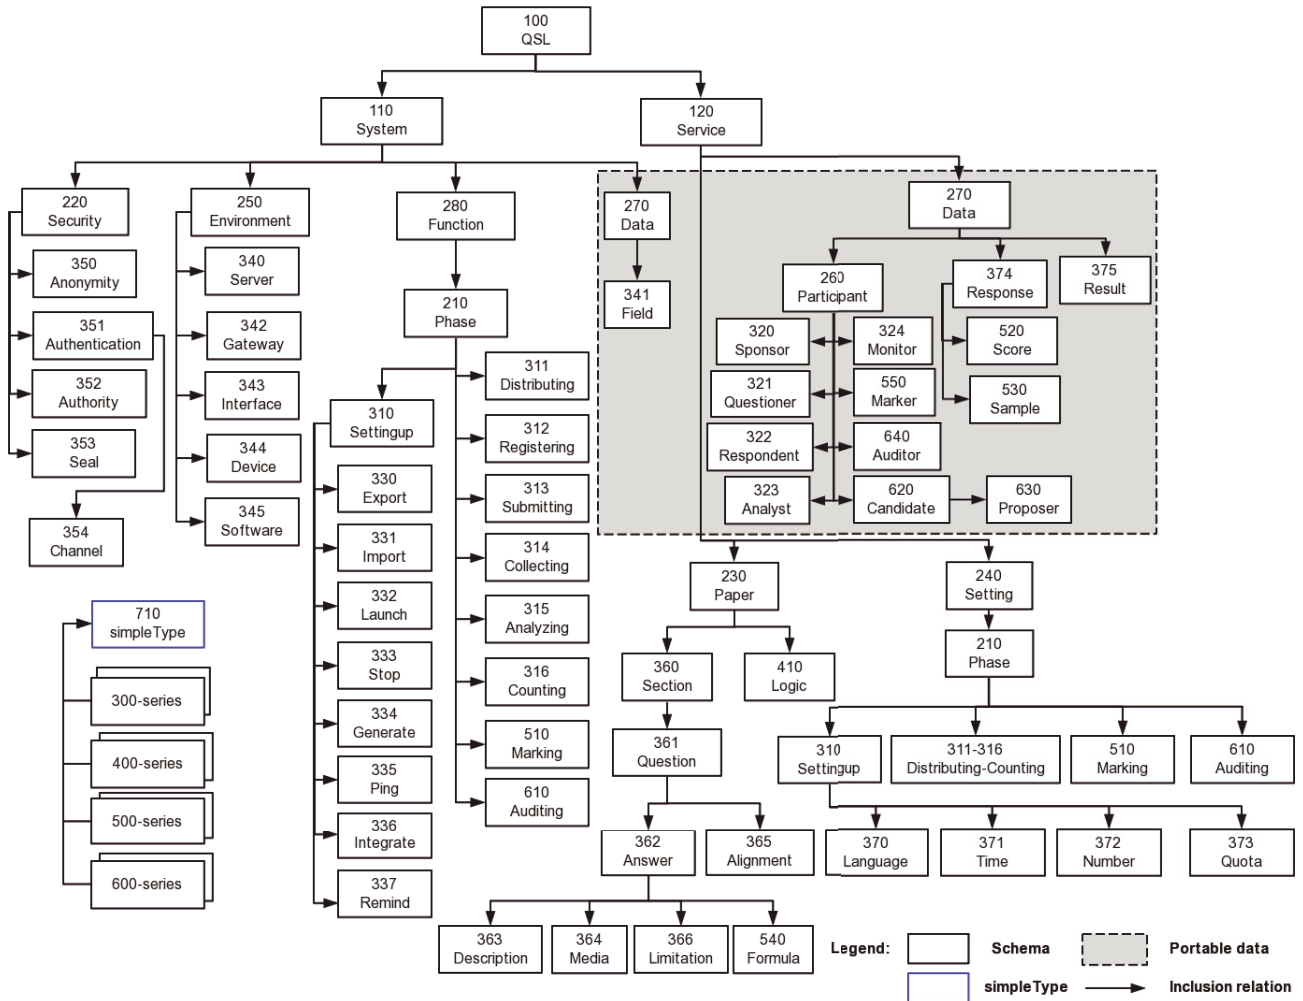 100
QSL
110
System
120
Service
220
Security
250
Environment
280
Function
270
Data
270
Data
350
Anonymity
351
Authentication
352
Authority
353
Seal
354
Channel
340
Server
342
Gateway
343
Interface
344
Device
345
Software
210
Phase
310
Settingup
330
Export
331
Import
332
Launch
333
Stop
334
Generate
335
Ping
336
Integrate
337
Remind
311
Distributing
312
Registering
313
Submitting
314
Collecting
315
Analyzing
316
Counting
510
Marking
610
Auditing
341
Field
260
Participant
374
Response
375
Result
320
Sponsor
324
Monitor
321
Questioner
550
Marker
322
Respondent
640
Auditor
323
Analyst
620
Candidate
630
Proposer
520
Score
530
Sample
230
Paper
240
Setting
360
Section
410
Logic
210
Phase
361
Question
310
Settingup
311-316
Distributing-Counting
510
Marking
610
Auditing
362
Answer
365
Alignment
370
Language
371
Time
372
Number
373
Quota
363
Description
364
Media
366
Limitation
540
Formula
710
simpleType
300-series
400-series
500-series
600-series
Legend:
Schema
Portable data
simpleType
Inclusion relation